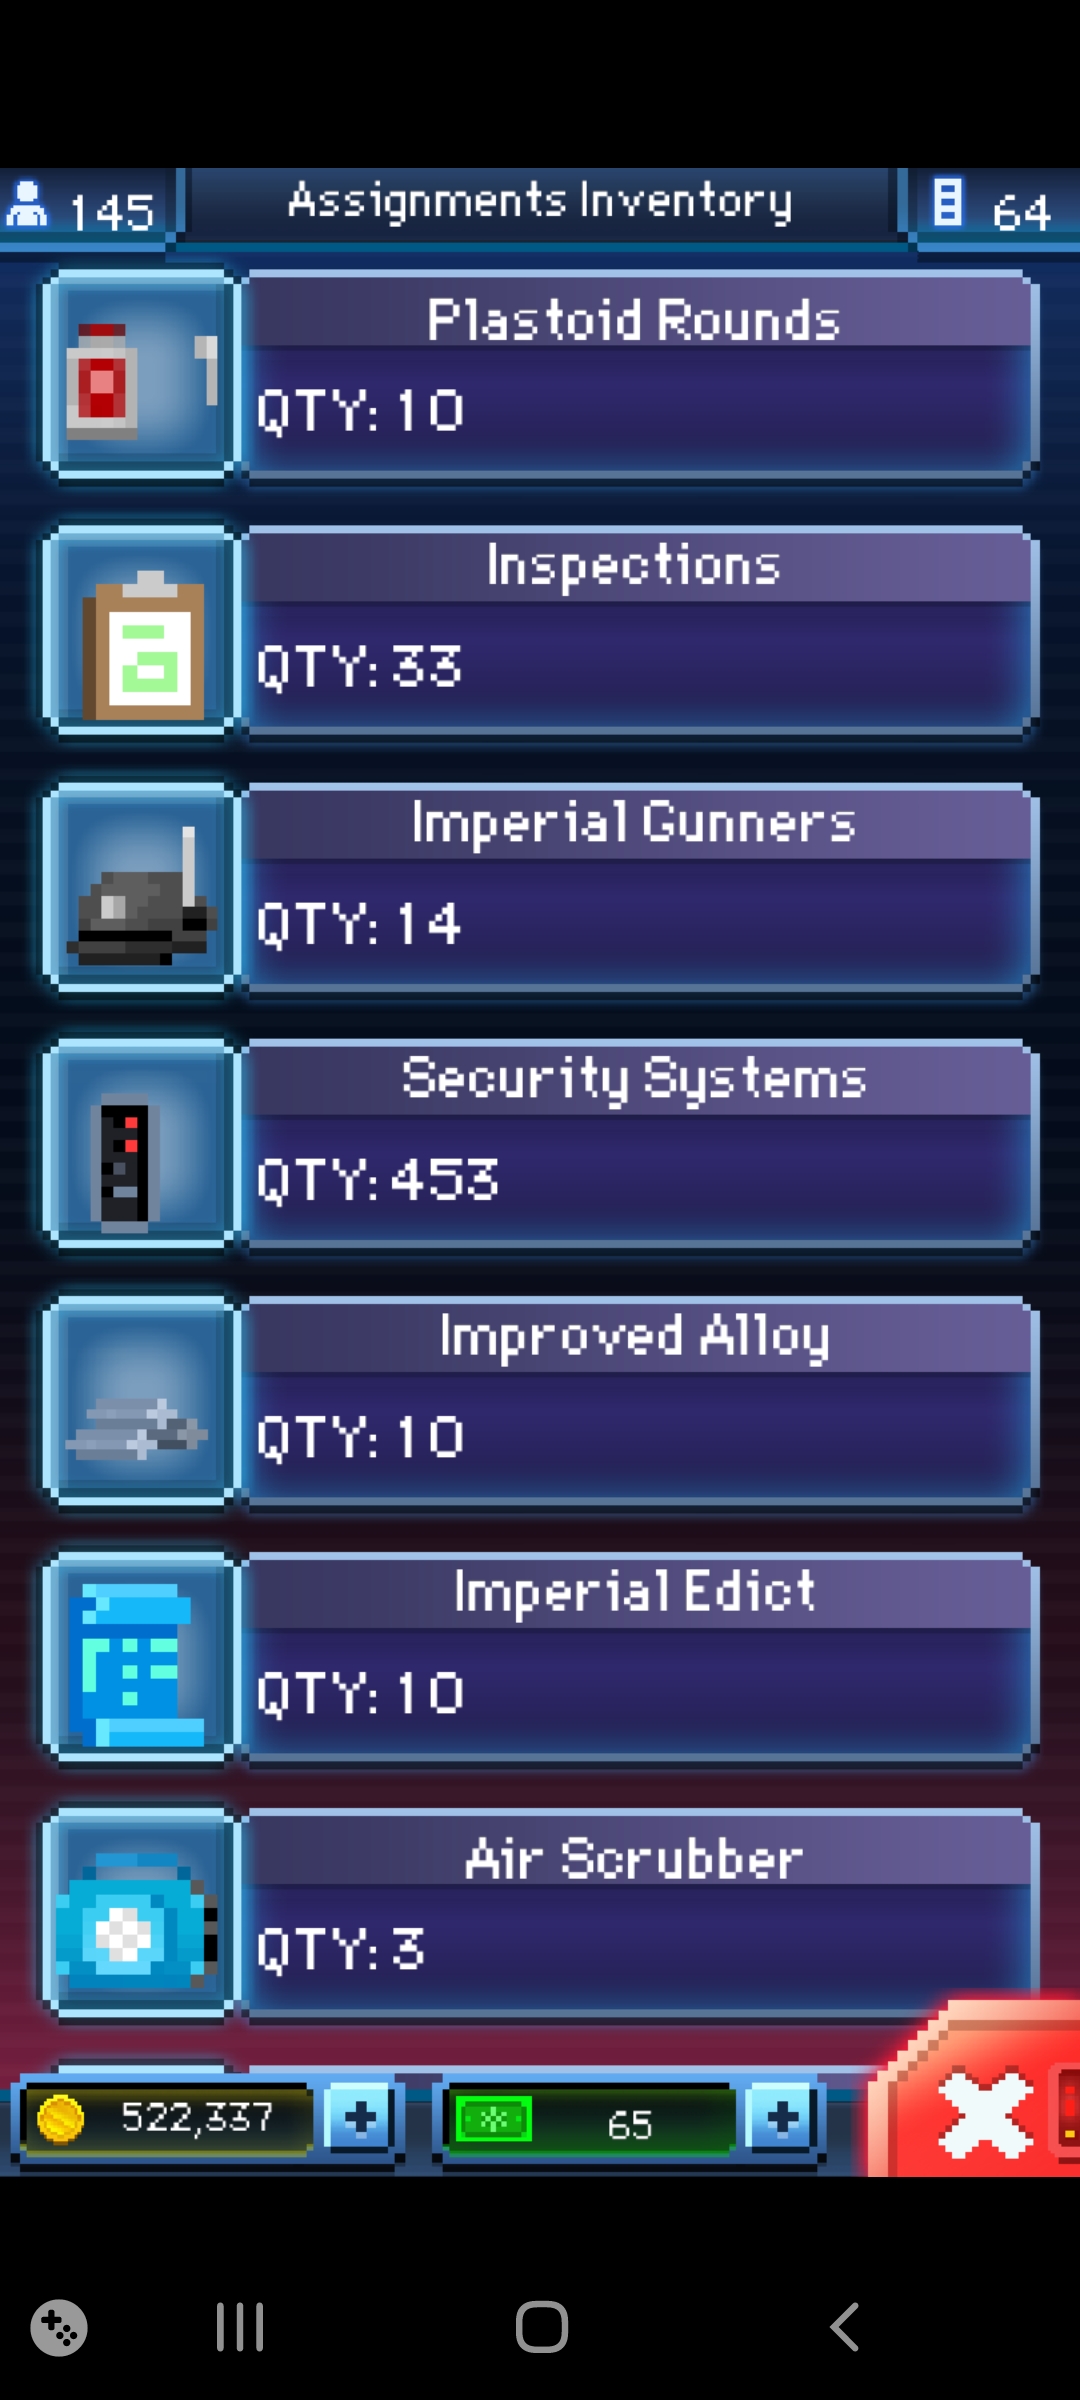 145
Assignments Inventory
64
Plastoid Rounds
QTY: 10
Inspections
QTY: 33
Imperial Gunners
QTY: 14
Security Systems
QTY: 453
Improved Alloy
QTY: 10
Imperial Edict
QTY: 10
Air Scrubber
QTY: 3
522,337
65